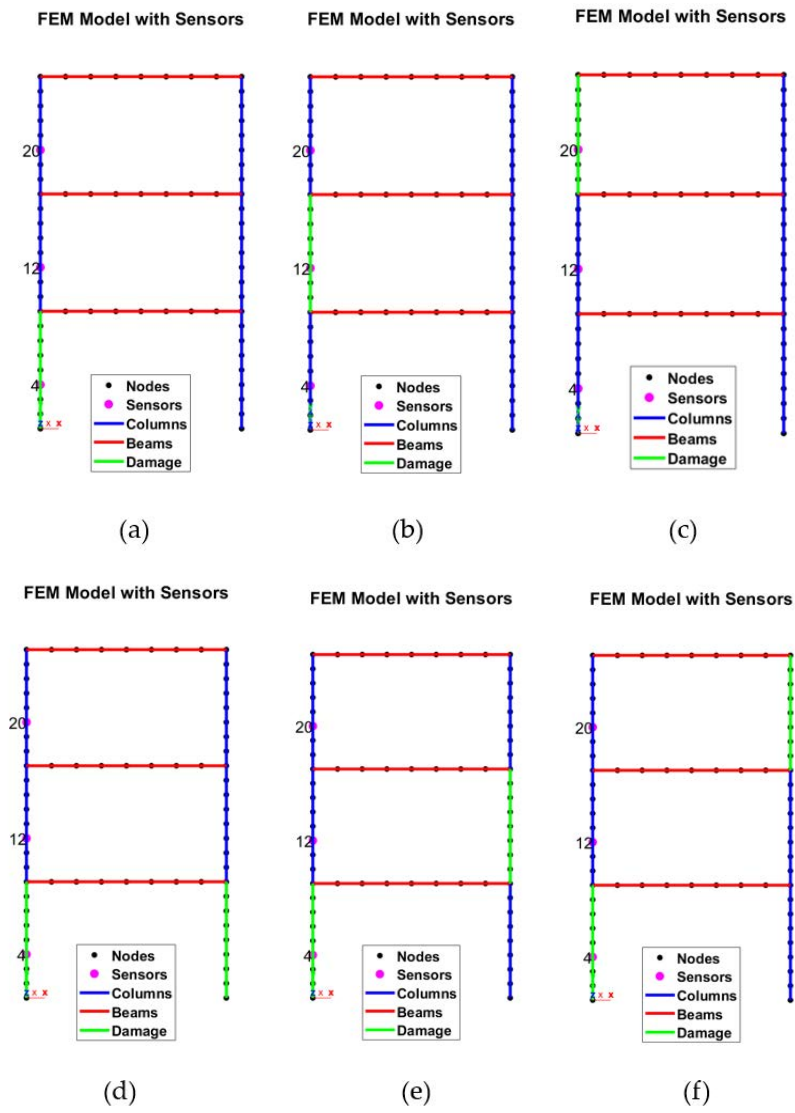 FEM Model with Sensors
20
12
4
Nodes
Sensors
Columns
Beams
Damage
x x
(a)
FEM Model with Sensors
20
12
4
Nodes
Sensors
Columns
Beams
Damage
x x
(b)
FEM Model with Sensors
20
12
4
Nodes
Sensors
Columns
Beams
Damage
x x
(c)
FEM Model with Sensors
20
12
4
Nodes
Sensors
Columns
Beams
Damage
x x
(d)
FEM Model with Sensors
20
12
4
Nodes
Sensors
Columns
Beams
Damage
x x
(e)
FEM Model with Sensors
20
12
4
Nodes
Sensors
Columns
Beams
Damage
x x
(f)